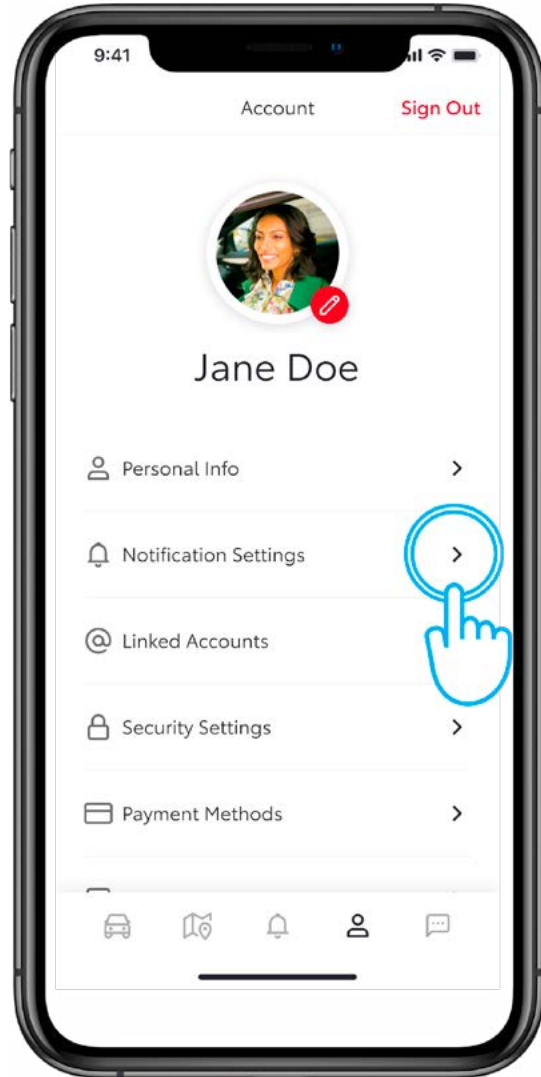 9:41
Account
Sign Out
Jane Doe
Personal Info
Notification Settings
Linked Accounts
Security Settings
Payment Methods